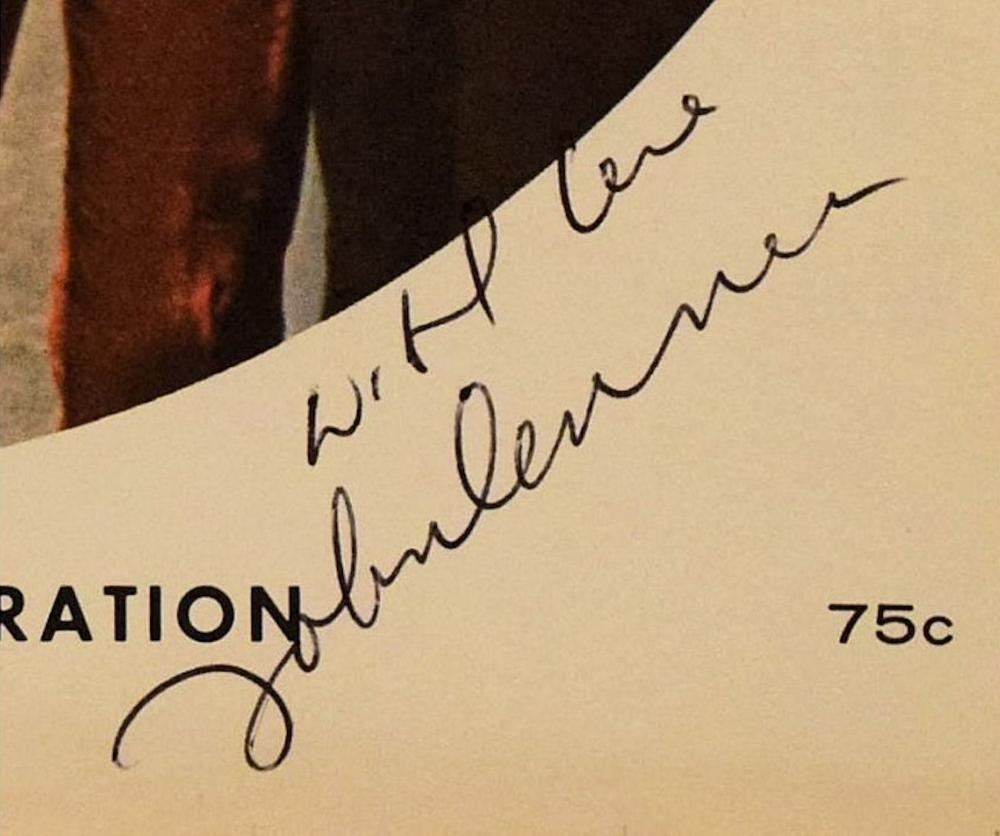 With Love
John Lennon
RATION
75c